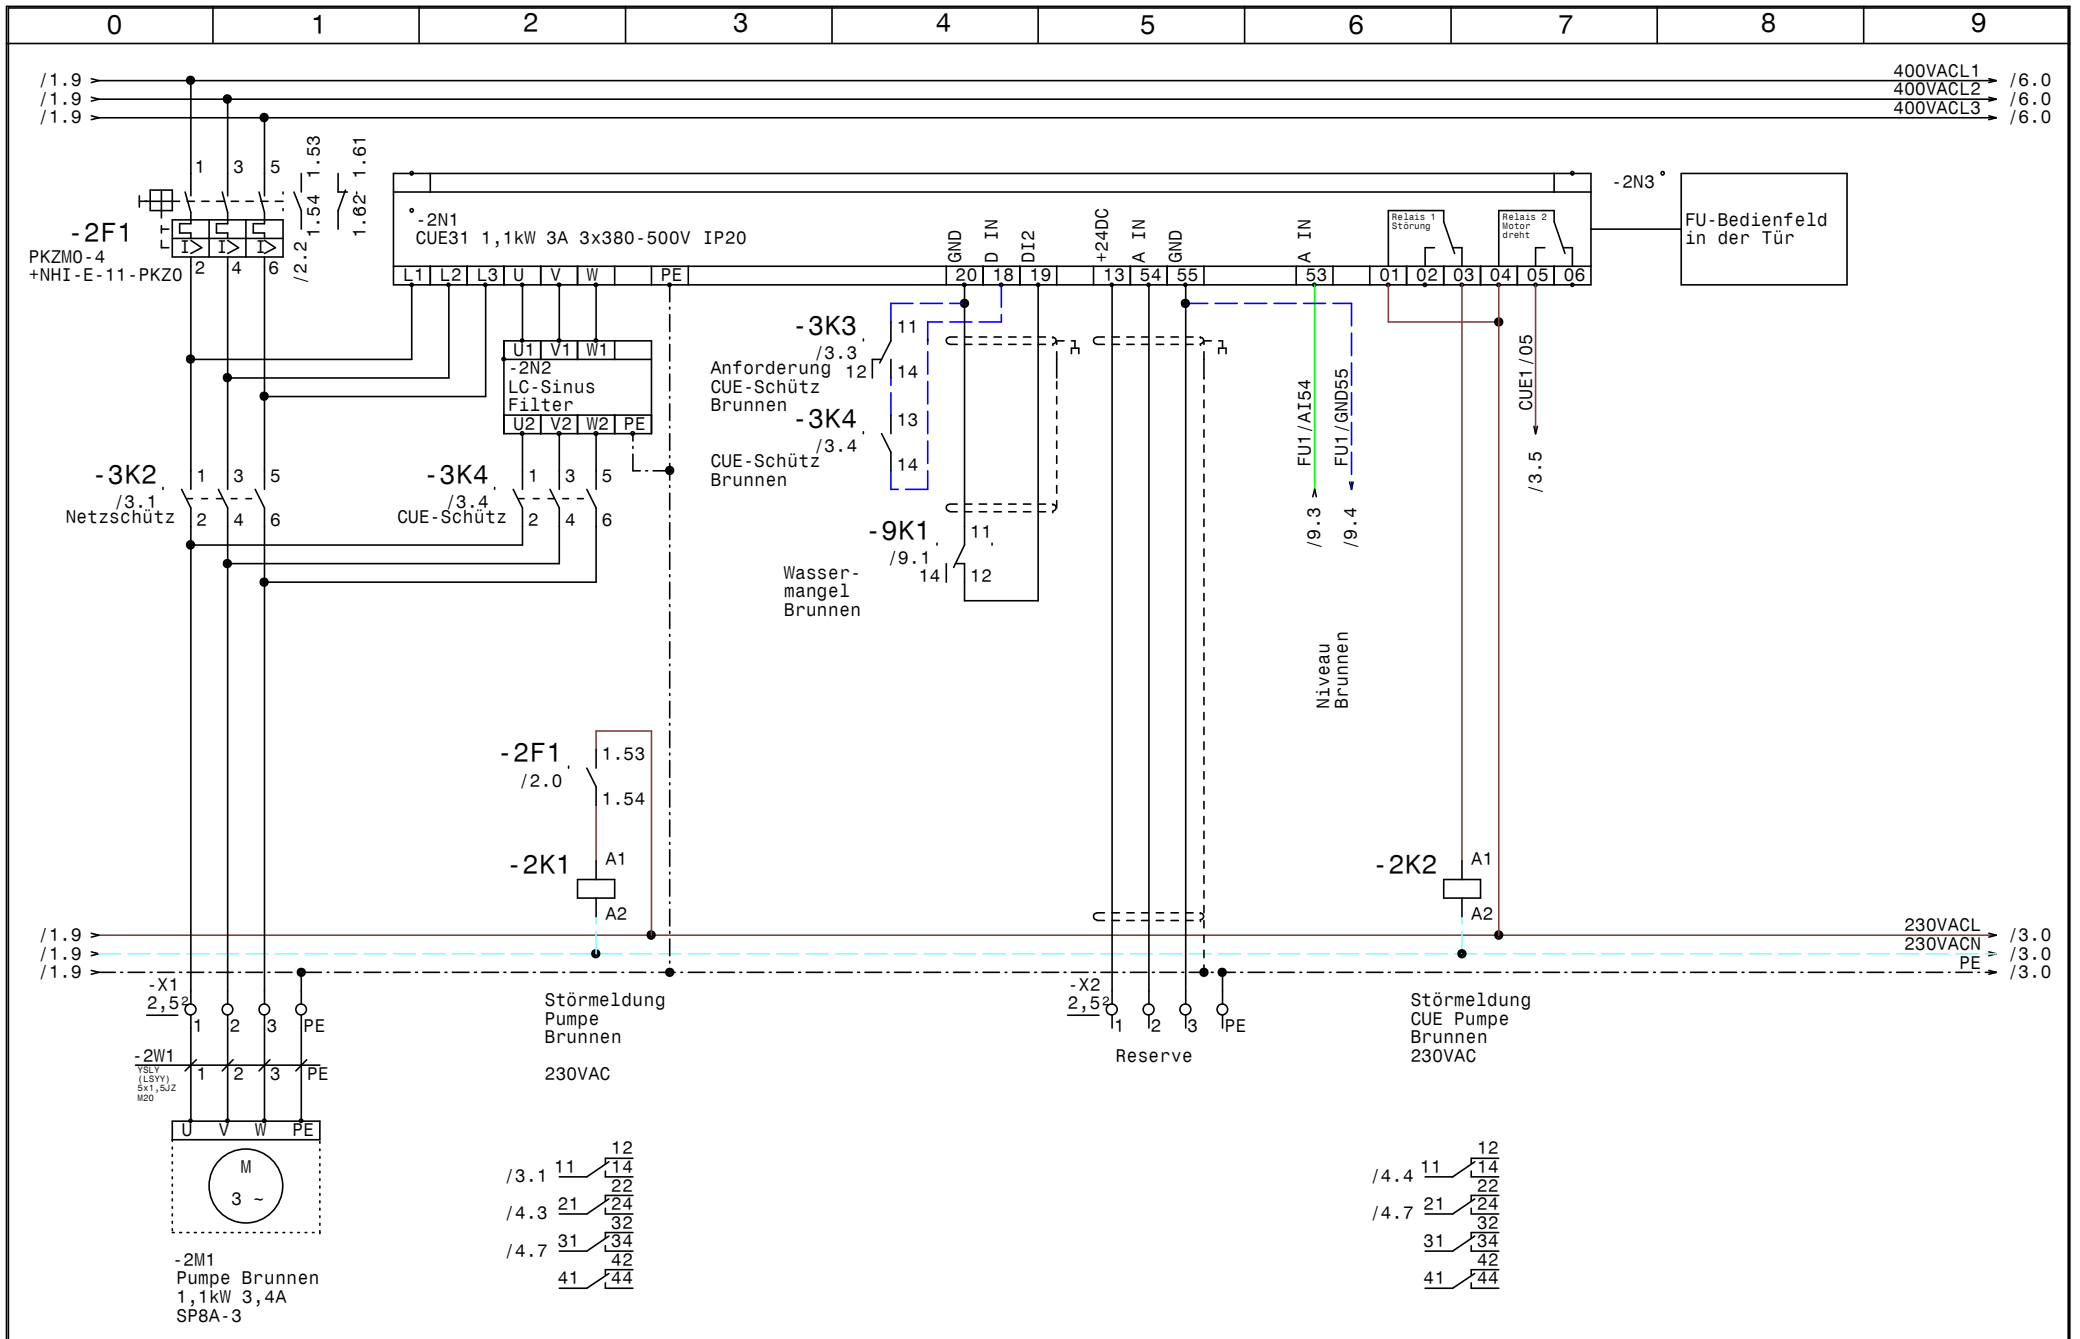 0 1 2 3 4 5 6 7 8 9
/1.9 400VACL1 /6.0
/1.9 400VACL2 /6.0
/1.9 400VACL3 /6.0
1 3 5 1.54 1.53 1.62 1.61
-2F1
PKZM0-4
+NHI-E-11-PKZ0
I> I> I>
2 4 6 /2.2
-2N1
CUE31 1,1kW 3A 3x380-500V IP20
L1 L2 L3 U V W PE
GND D IN DI2 +24DC A IN GND A IN
20 18 19 13 54 55 53 01 02 03 04 05 06
Relais 1
Störung
Relais 2
Motor
dreht
-2N3
FU-Bedienfeld
in der Tür
U1 V1 W1
-2N2
LC-Sinus
Filter
U2 V2 W2 PE
-3K3
/3.3
11
12 14
Anforderung
CUE-Schütz
Brunnen
-3K4
/3.4
13
14
CUE-Schütz
Brunnen
FU1/AI54
/9.3
FU1/GND55
/9.4
CUE1/05
/3.5
-3K2
/3.1
Netzschütz
1 3 5
2 4 6
-3K4
/3.4
CUE-Schütz
1 3 5
2 4 6
-9K1
/9.1
11
14 12
Wasser-
mangel
Brunnen
Niveau
Brunnen
-2F1
/2.0
1.53
1.54
-2K1
A1
A2
-2K2
A1
A2
/1.9 230VACL /3.0
/1.9 230VACN /3.0
/1.9 PE /3.0
-X1
2,5²
1 2 3 PE
-2W1
YSLY
(LSYY)
5x1,5JZ
M20
1 2 3 PE
U V W PE
M
3 ~
-2M1
Pumpe Brunnen
1,1kW 3,4A
SP8A-3
Störmeldung
Pumpe
Brunnen
230VAC
-X2
2,5²
1 2 3 PE
Reserve
Störmeldung
CUE Pumpe
Brunnen
230VAC
12
/3.1 11 14
22
/4.3 21 24
32
/4.7 31 34
42
41 44
12
/4.4 11 14
22
/4.7 21 24
32
31 34
42
41 44